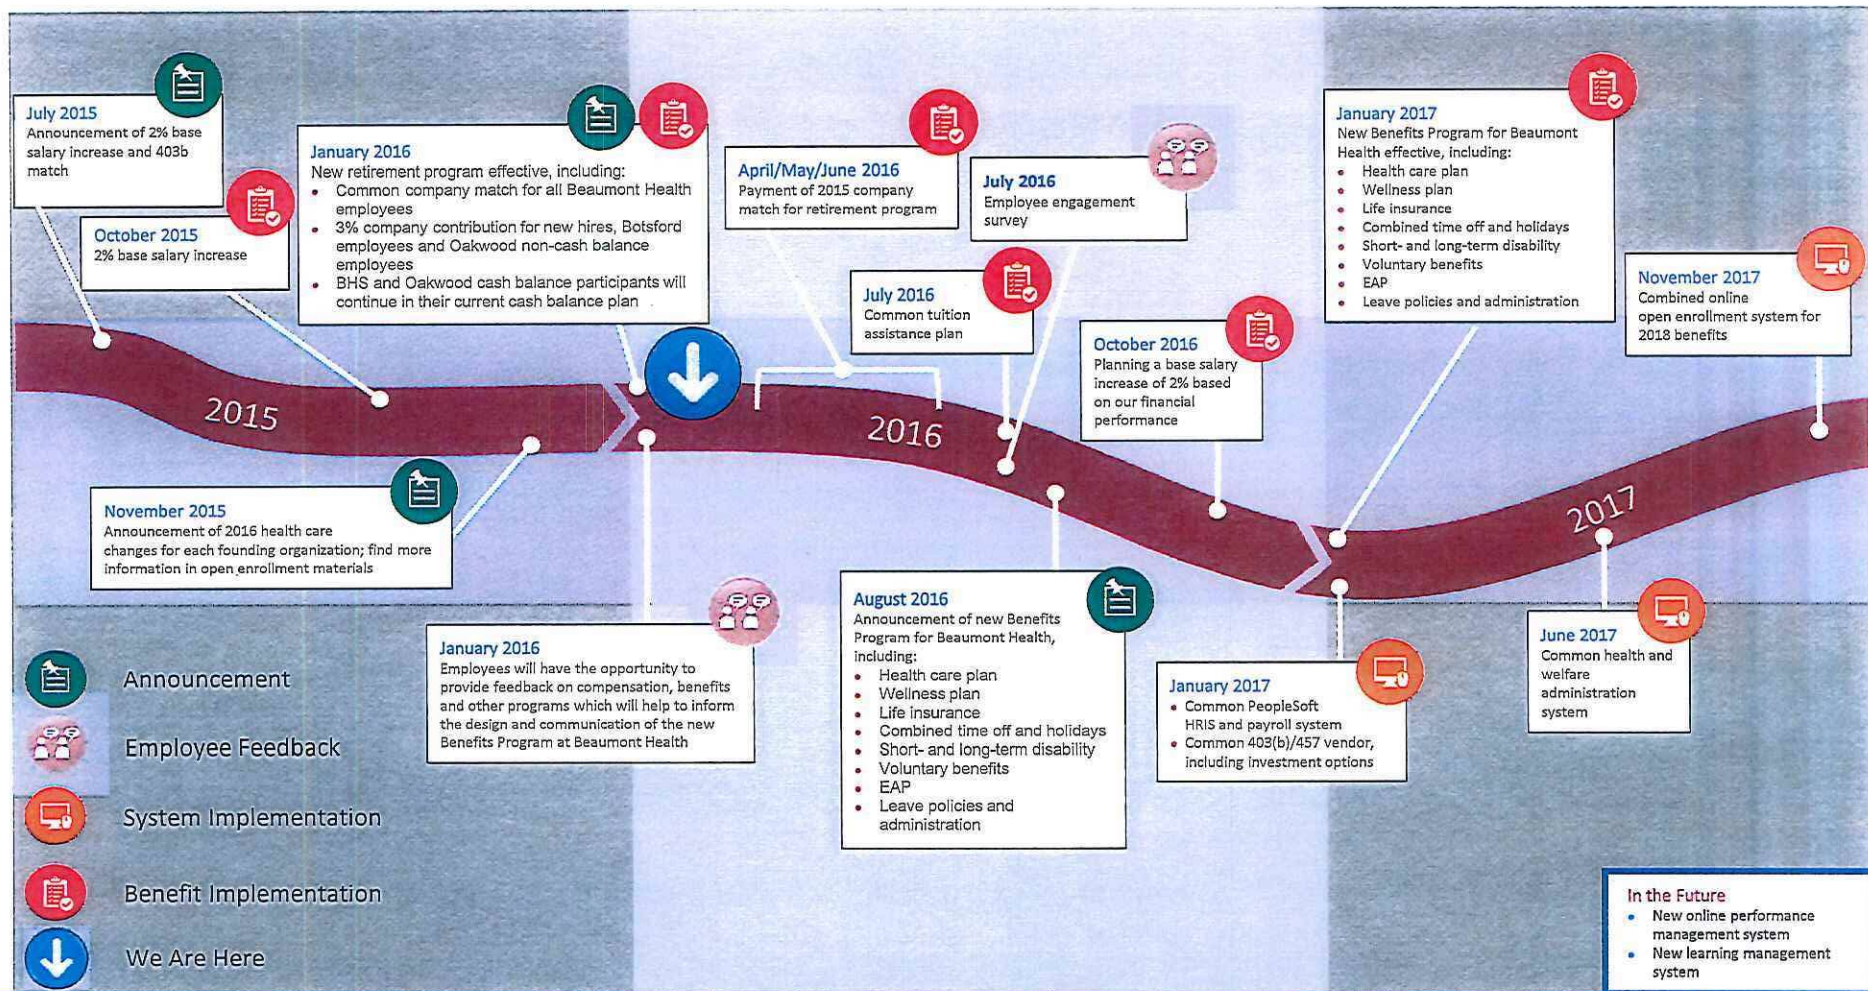 July 2015
Announcement of 2% base
salary increase and 403b
match
October 2015
2% base salary increase
January 2016
New retirement program effective, including:
• Common company match for all Beaumont Health
employees
• 3% company contribution for new hires, Botsford
employees and Oakwood non-cash balance
employees
• BHS and Oakwood cash balance participants will
continue in their current cash balance plan
April/May/June 2016
Payment of 2015 company
match for retirement program
July 2016
Employee engagement
survey
July 2016
Common tuition
assistance plan
October 2016
Planning a base salary
increase of 2% based
on our financial
performance
January 2017
New Benefits Program for Beaumont
Health effective, including:
• Health care plan
• Wellness plan
• Life insurance
• Combined time off and holidays
• Short- and long-term disability
• Voluntary benefits
• EAP
• Leave policies and administration
November 2017
Combined online
open enrollment system for
2018 benefits
2015
2016
2017
November 2015
Announcement of 2016 health care
changes for each founding organization; find more
information in open enrollment materials
January 2016
Employees will have the opportunity to
provide feedback on compensation, benefits
and other programs which will help to inform
the design and communication of the new
Benefits Program at Beaumont Health
August 2016
Announcement of new Benefits
Program for Beaumont Health,
including:
• Health care plan
• Wellness plan
• Life insurance
• Combined time off and holidays
• Short- and long-term disability
• Voluntary benefits
• EAP
• Leave policies and
administration
January 2017
• Common PeopleSoft
HRIS and payroll system
• Common 403(b)/457 vendor,
including investment options
June 2017
Common health and
welfare
administration
system
Announcement
Employee Feedback
System Implementation
Benefit Implementation
We Are Here
In the Future
• New online performance
management system
• New learning management
system